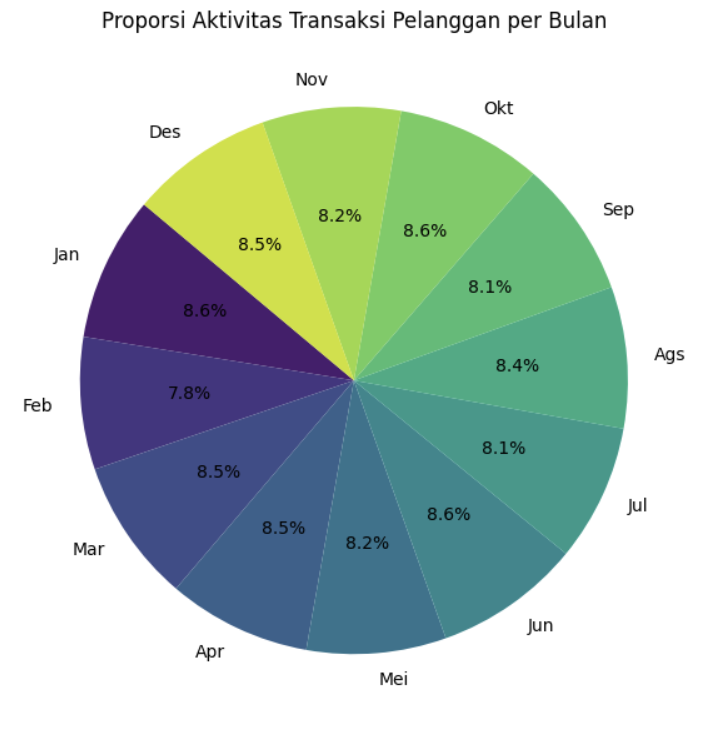 Proporsi Aktivitas Transaksi Pelanggan per Bulan
Jan
8.6%
Feb
7.8%
Mar
8.5%
Apr
8.5%
Mei
8.2%
Jun
8.6%
Jul
8.1%
Ags
8.4%
Sep
8.1%
Okt
8.6%
Nov
8.2%
Des
8.5%